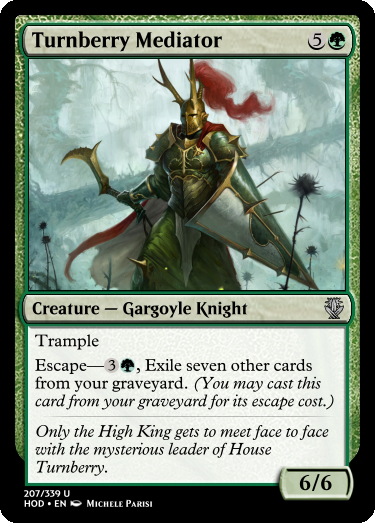 Turnberry Mediator 5
Creature — Gargoyle Knight
Trample
Escape—3, Exile seven other cards
from your graveyard. (You may cast this
card from your graveyard for its escape cost.)
Only the High King gets to meet face to face
with the mysterious leader of House
Turnberry.
6/6
207/339 U
HOD • EN Michele Parisi